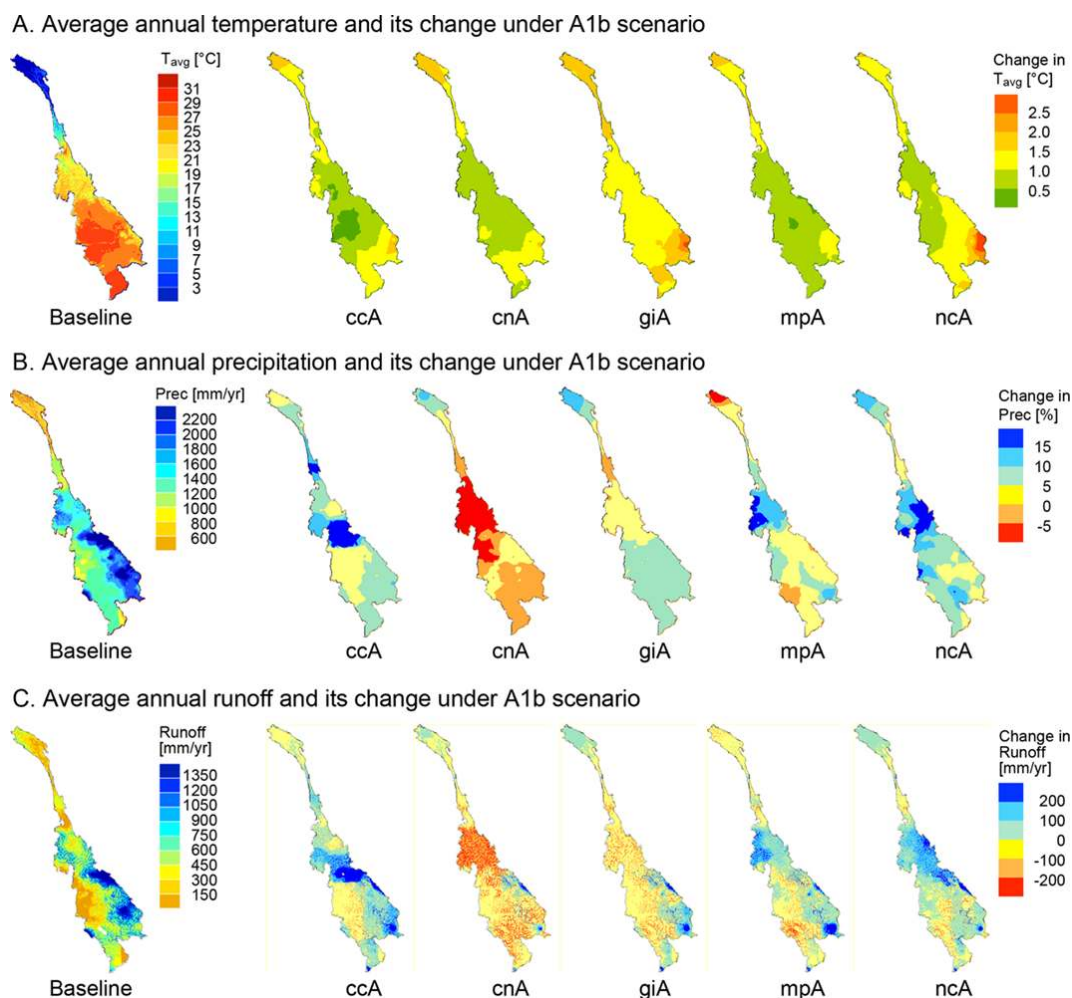 A. Average annual temperature and its change under A1b scenario
Tavg [°C]
31
29
27
25
23
21
19
17
15
13
11
9
7
5
3
Change in
Tavg [°C]
2.5
2.0
1.5
1.0
0.5
Baseline ccA cnA giA mpA ncA
B. Average annual precipitation and its change under A1b scenario
Prec [mm/yr]
2200
2000
1600
1400
1200
1000
800
600
Change in
Prec [%]
15
10
5
0
-5
Baseline ccA cnA giA mpA ncA
C. Average annual runoff and its change under A1b scenario
Runoff
[mm/yr]
1350
1200
1050
900
750
600
450
300
150
Change in
Runoff
[mm/yr]
200
100
0
-100
-200
Baseline ccA cnA giA mpA ncA